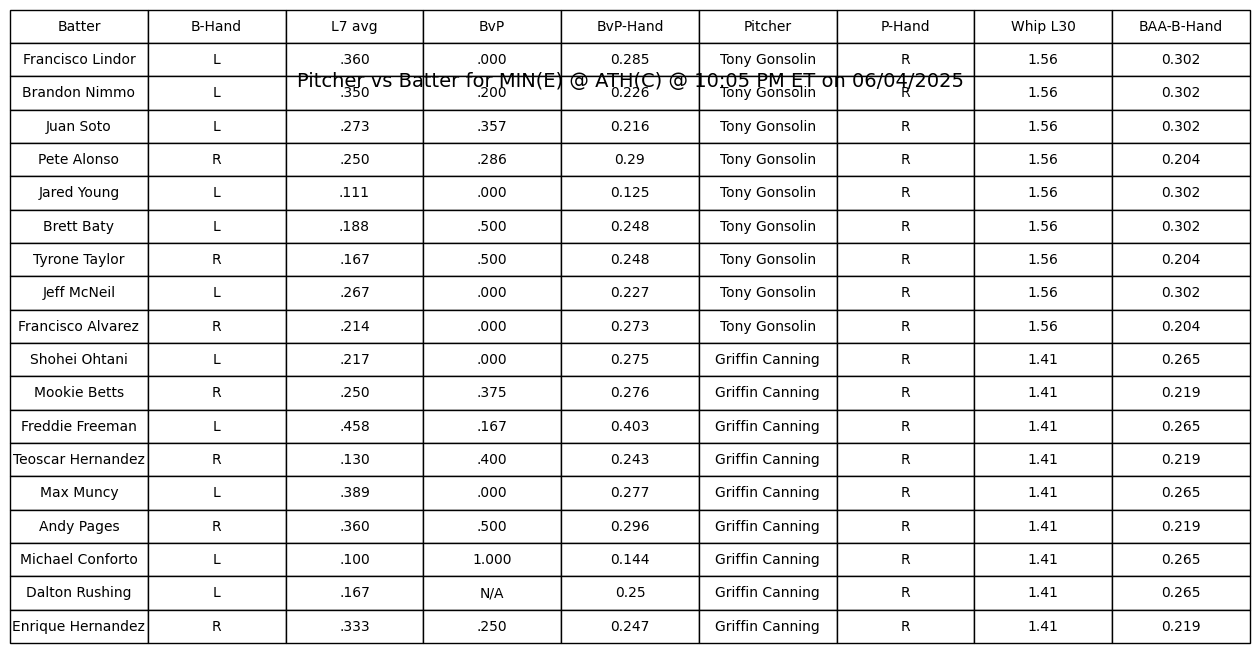 Batter B-Hand L7 avg BvP BvP-Hand Pitcher P-Hand Whip L30 BAA-B-Hand
Francisco Lindor L .360 .000 0.285 Tony Gonsolin R 1.56 0.302
Pitcher vs Batter for MIN(E) @ ATH(C) @ 10:05 PM ET on 06/04/2025
Brandon Nimmo L .350 .200 0.226 Tony Gonsolin R 1.56 0.302
Juan Soto L .273 .357 0.216 Tony Gonsolin R 1.56 0.302
Pete Alonso R .250 .286 0.29 Tony Gonsolin R 1.56 0.204
Jared Young L .111 .000 0.125 Tony Gonsolin R 1.56 0.302
Brett Baty L .188 .500 0.248 Tony Gonsolin R 1.56 0.302
Tyrone Taylor R .167 .500 0.248 Tony Gonsolin R 1.56 0.204
Jeff McNeil L .267 .000 0.227 Tony Gonsolin R 1.56 0.302
Francisco Alvarez R .214 .000 0.273 Tony Gonsolin R 1.56 0.204
Shohei Ohtani L .217 .000 0.275 Griffin Canning R 1.41 0.265
Mookie Betts R .250 .375 0.276 Griffin Canning R 1.41 0.219
Freddie Freeman L .458 .167 0.403 Griffin Canning R 1.41 0.265
Teoscar Hernandez R .130 .400 0.243 Griffin Canning R 1.41 0.219
Max Muncy L .389 .000 0.277 Griffin Canning R 1.41 0.265
Andy Pages R .360 .500 0.296 Griffin Canning R 1.41 0.219
Michael Conforto L .100 1.000 0.144 Griffin Canning R 1.41 0.265
Dalton Rushing L .167 N/A 0.25 Griffin Canning R 1.41 0.265
Enrique Hernandez R .333 .250 0.247 Griffin Canning R 1.41 0.219